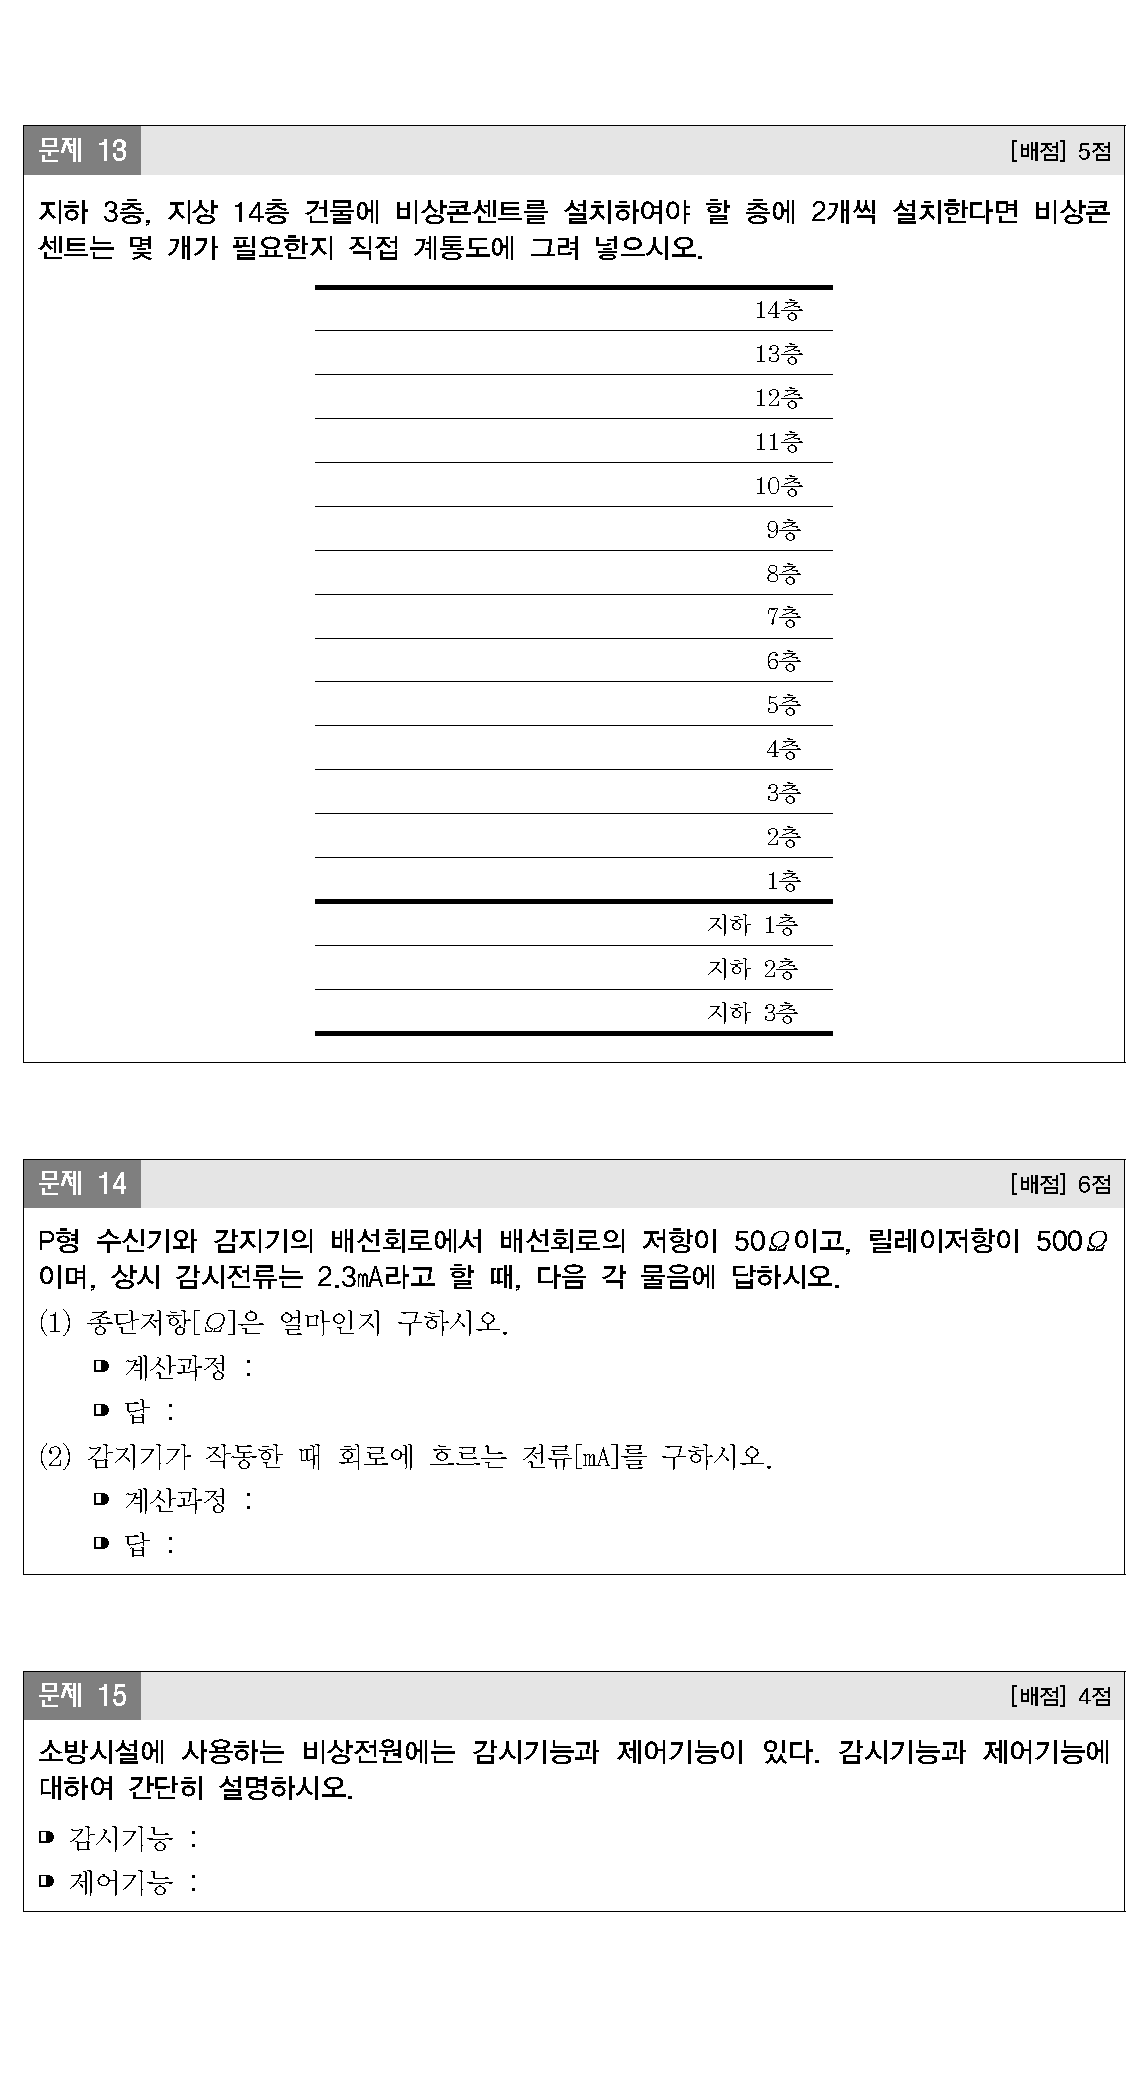 문제 13
[배점] 5점
지하 3층, 지상 14층 건물에 비상콘센트를 설치하여야 할 층에 2개씩 설치한다면 비상콘
센트는 몇 개가 필요한지 직접 계통도에 그려 넣으시오.
14층
13층
12층
11층
10층
9층
8층
7층
6층
5층
4층
3층
2층
1층
지하 1층
지하 2층
지하 3층
문제 14
[배점] 6점
P형 수신기와 감지기의 배선회로에서 배선회로의 저항이 50Ω이고, 릴레이저항이 500Ω
이며, 상시 감시전류는 2.3mA라고 할 때, 다음 각 물음에 답하시오.
(1) 종단저항[Ω]은 얼마인지 구하시오.
계산과정 :
답 :
(2) 감지기가 작동한 때 회로에 흐르는 전류[mA]를 구하시오.
계산과정 :
답 :
문제 15
[배점] 4점
소방시설에 사용하는 비상전원에는 감시기능과 제어기능이 있다. 감시기능과 제어기능에
대하여 간단히 설명하시오.
감시기능 :
제어기능 :